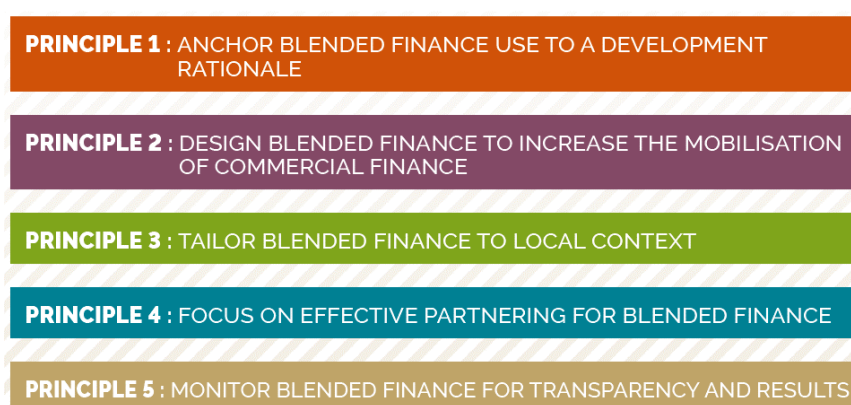 PRINCIPLE 1 : ANCHOR BLENDED FINANCE USE TO A DEVELOPMENT
RATIONALE
PRINCIPLE 2 : DESIGN BLENDED FINANCE TO INCREASE THE MOBILISATION
OF COMMERCIAL FINANCE
PRINCIPLE 3 : TAILOR BLENDED FINANCE TO LOCAL CONTEXT
PRINCIPLE 4 : FOCUS ON EFFECTIVE PARTNERING FOR BLENDED FINANCE
PRINCIPLE 5 : MONITOR BLENDED FINANCE FOR TRANSPARENCY AND RESULTS